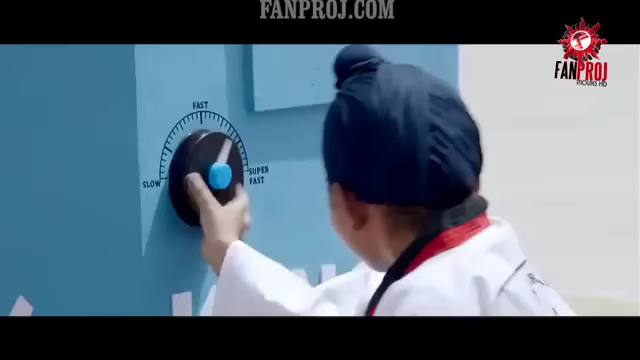 FANPROJ.COM
FANPROJ
MOVIES HD
FAST
SLOW
SUPER
FAST